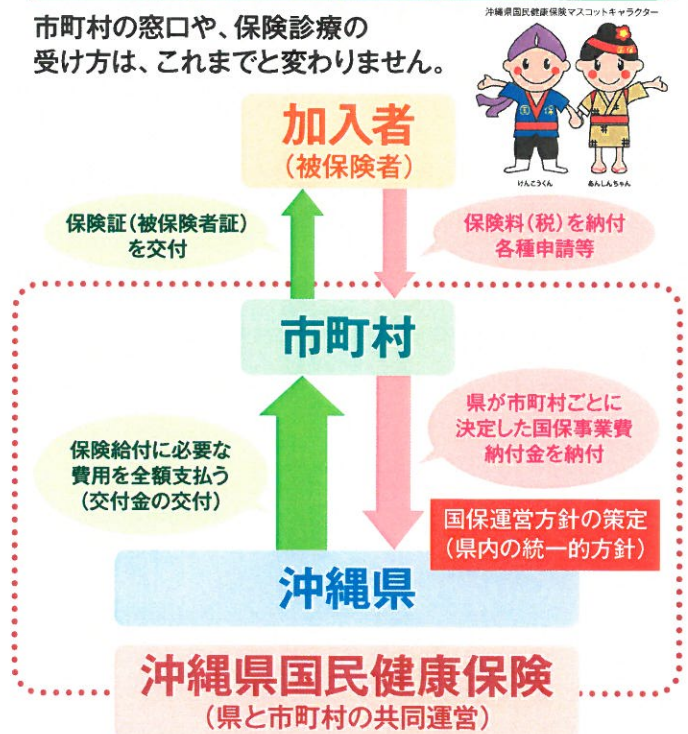 沖縄県国民健康保険マスコットキャラクター
市町村の窓口や、保険診療の
受け方は、これまでと変わりません。
国 保
けんこうくん
あんしんちゃん
加入者
（被保険者）
保険証（被保険者証）
を交付
保険料（税）を納付
各種申請等
市町村
保険給付に必要な
費用を全額支払う
（交付金の交付）
県が市町村ごとに
決定した国保事業費
納付金を納付
国保運営方針の策定
（県内の統一的方針）
沖縄県
沖縄県国民健康保険
（県と市町村の共同運営）